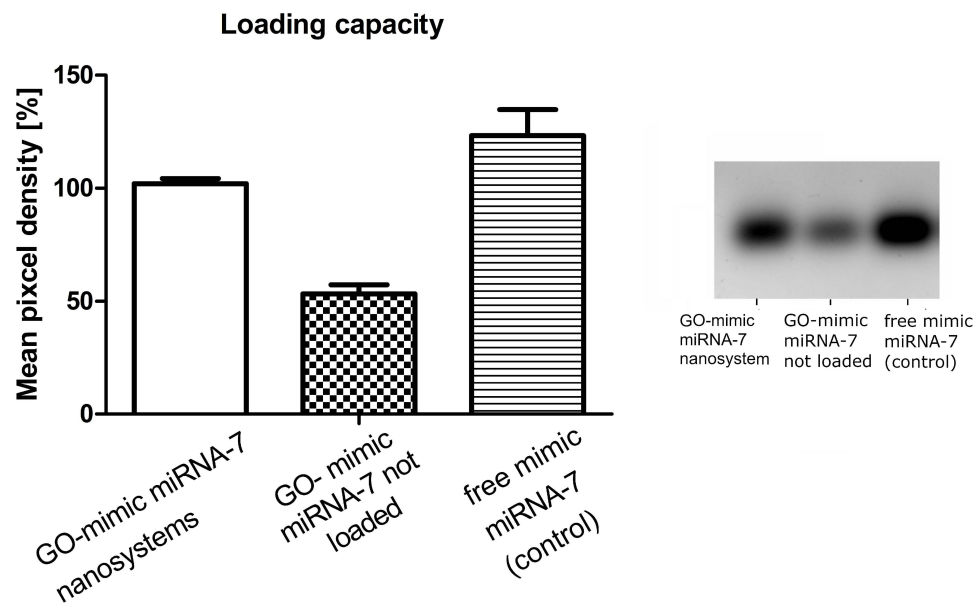 Loading capacity
Mean pixcel density [%]
150
100
50
0
GO-mimic miRNA-7
nanosystems
GO- mimic
miRNA-7 not
loaded
free mimic
miRNA-7
(control)
GO-mimic
miRNA-7
nanosystem
GO-mimic
miRNA-7
not loaded
free mimic
miRNA-7
(control)